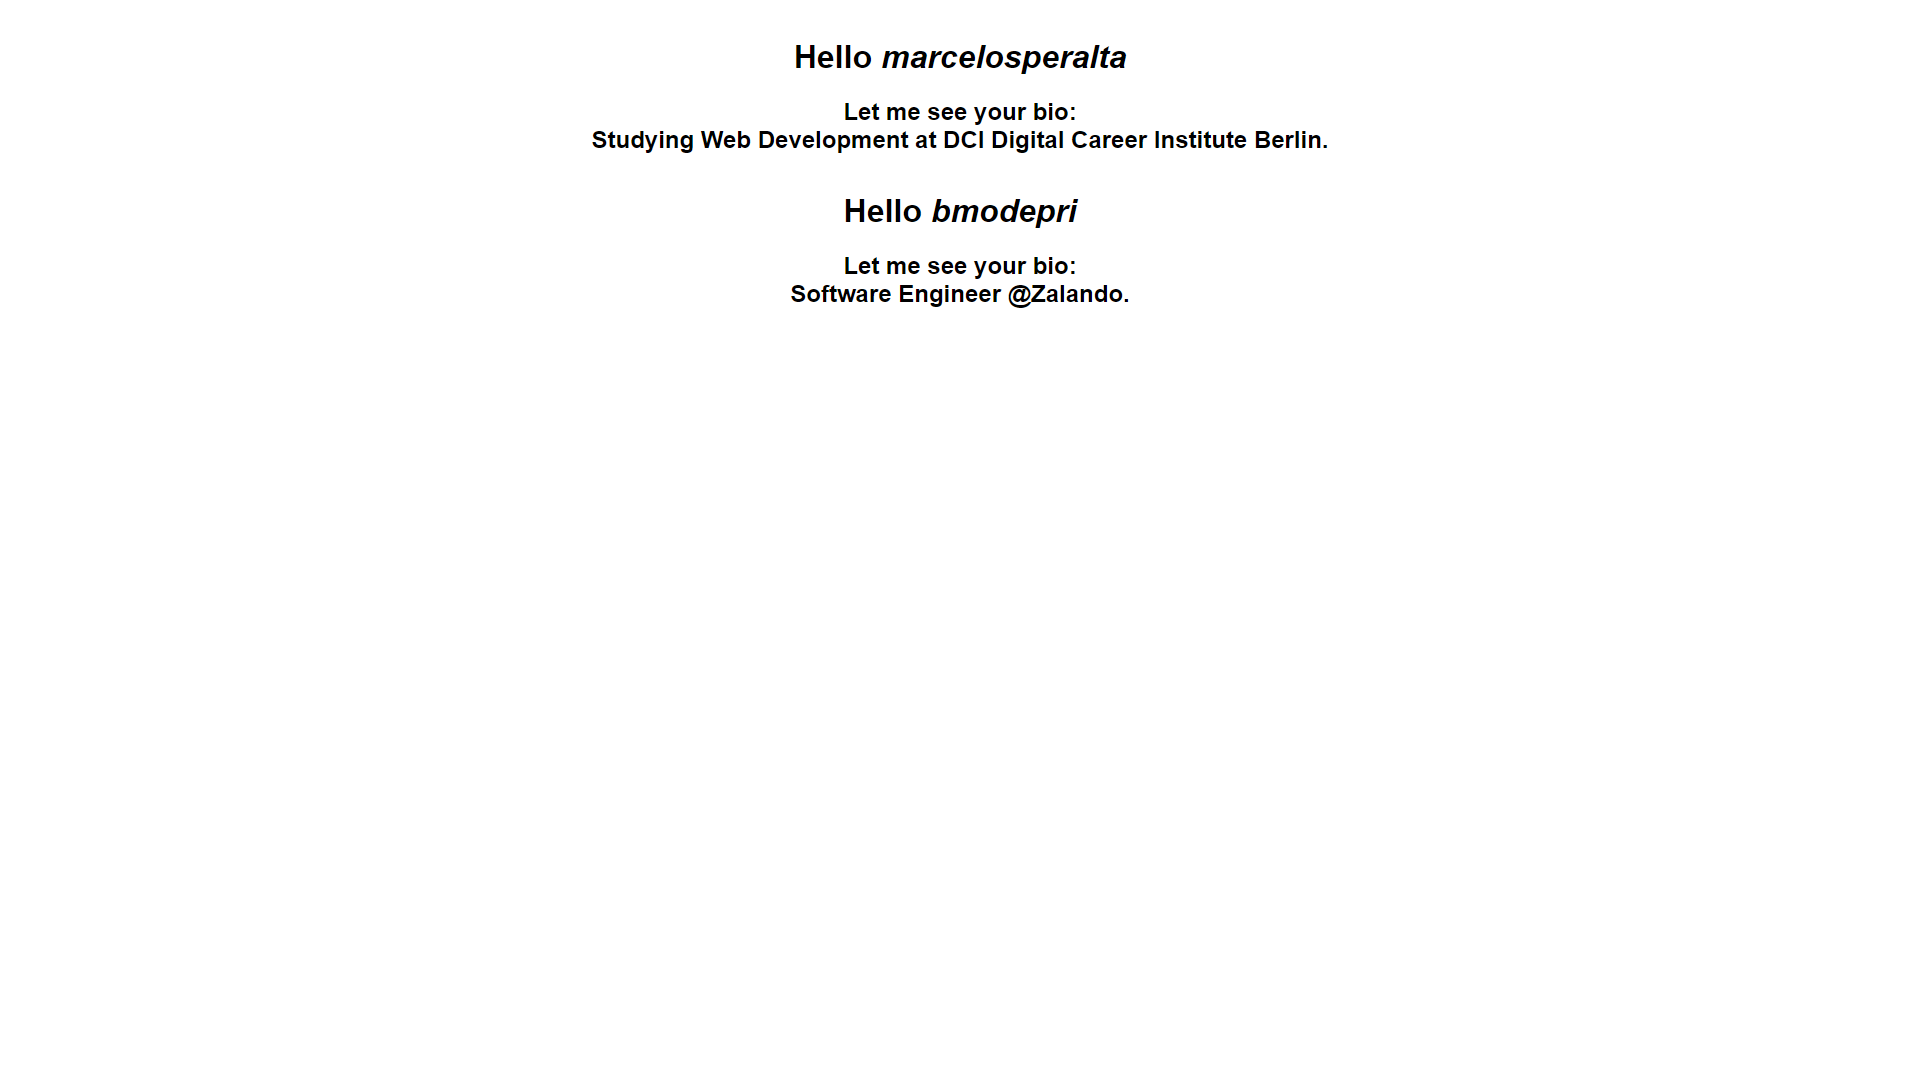 Hello marcelosperalta
Let me see your bio:
Studying Web Development at DCI Digital Career Institute Berlin.
Hello bmodepri
Let me see your bio:
Software Engineer @Zalando.